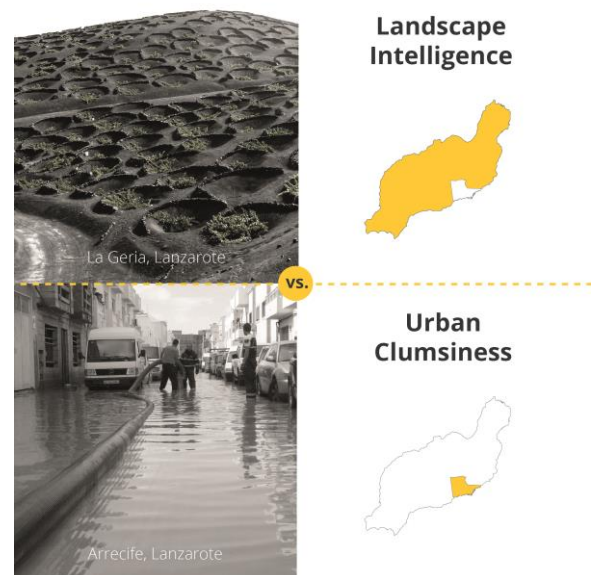 Landscape
Intelligence
La Geria, Lanzarote
vs.
Urban
Clumsiness
Arrecife, Lanzarote